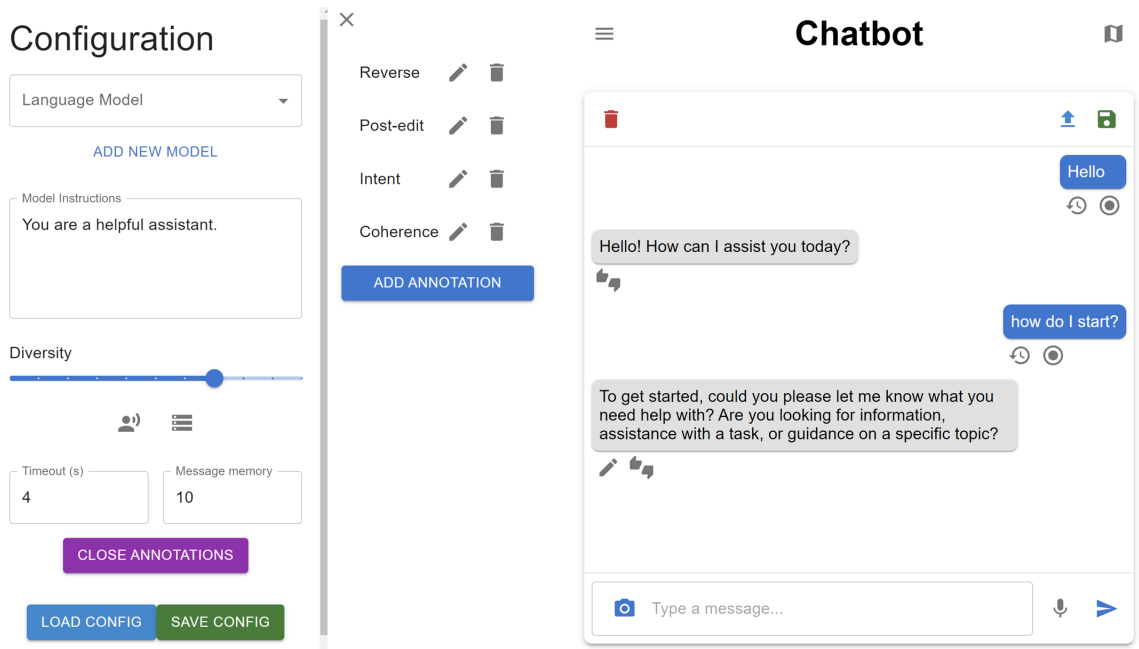 Configuration
Language Model
ADD NEW MODEL
Model Instructions
You are a helpful assistant.
Diversity
Timeout (s)
4
Message memory
10
CLOSE ANNOTATIONS
LOAD CONFIG
SAVE CONFIG
Reverse
Post-edit
Intent
Coherence
ADD ANNOTATION
Chatbot
Hello
Hello! How can I assist you today?
how do I start?
To get started, could you please let me know what you
need help with? Are you looking for information,
assistance with a task, or guidance on a specific topic?
Type a message...